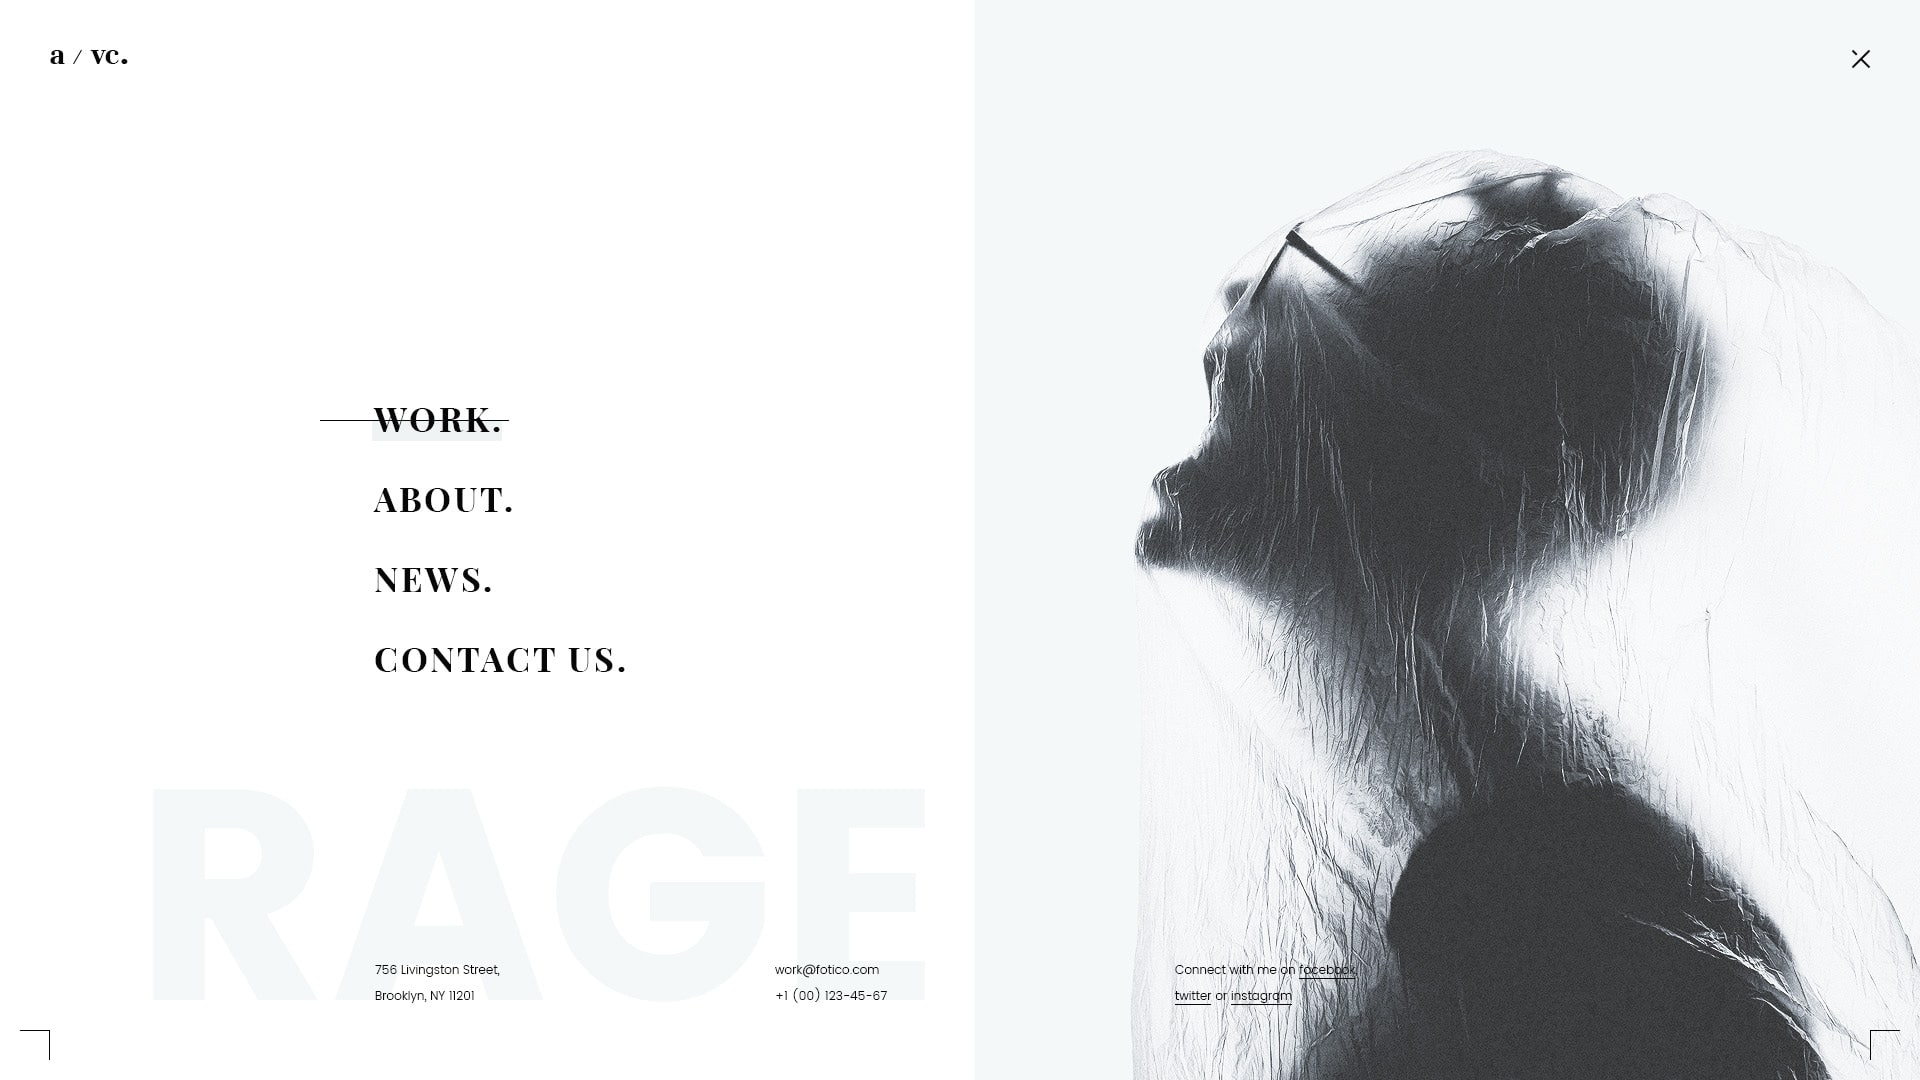 a / vc.
WORK.
ABOUT.
NEWS.
CONTACT US.
RAGE
756 Livingston Street,
Brooklyn, NY 11201
work@fotico.com
+1 (00) 123-45-67
Connect with me on facebook,
twitter or instagram